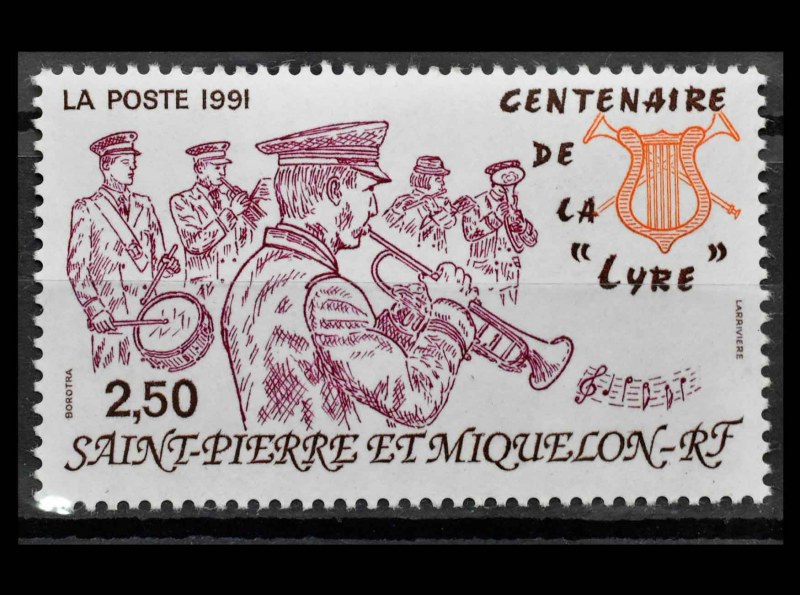 LA POSTE 1991
CENTENAIRE
DE
LA
"LYRE"
LARRIVIERE
BOROTRA
2,50
SAINT-PIERRE ET MIQUELON-RF